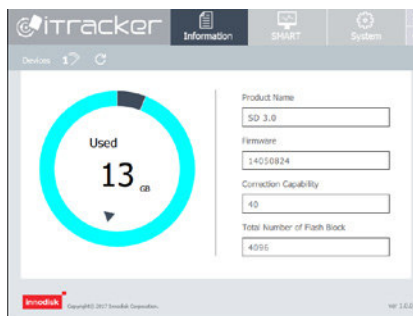 iTracker
Information
SMART
System
Devices 1
Used
13 GB
Product Name
SD 3.0
Firmware
14050824
Correction Capability
40
Total Number of Flash Block
4096
innodisk
Copyright© 2017 Innodisk Corporation.